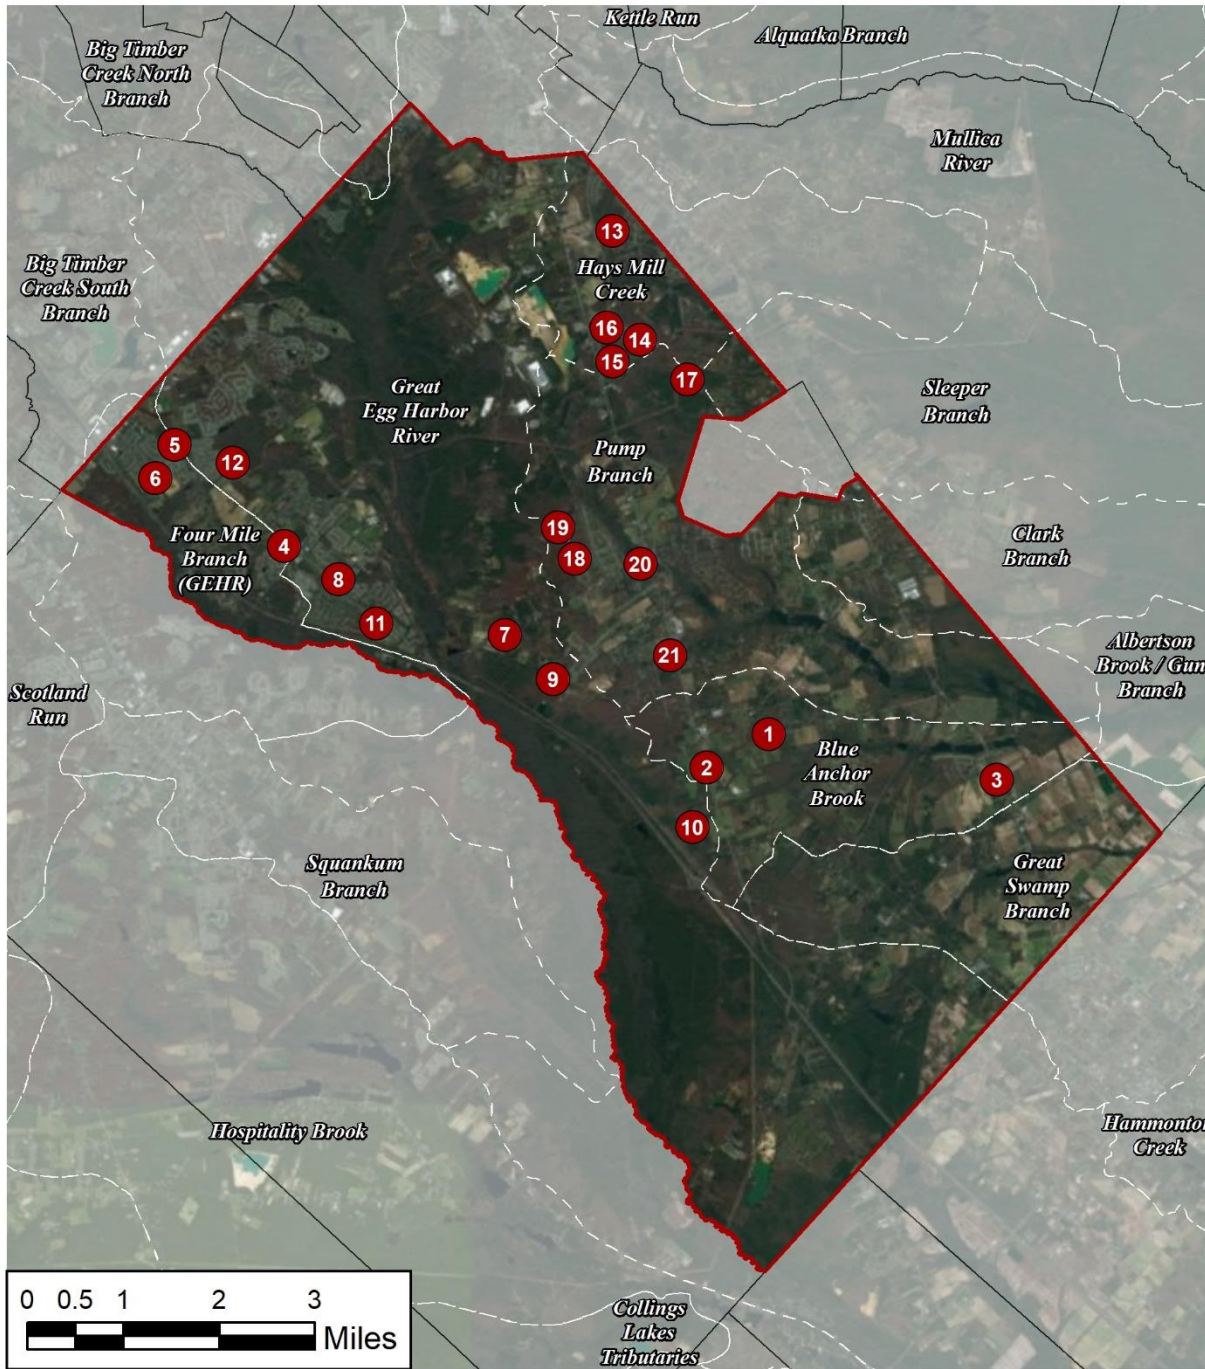 Kettle Run
Alquatka Branch
Big Timber
Creek North
Branch
Mullica
River
13
Big Timber
Creek South
Branch
Hays Mill
Creek
16
14
15
17
Great
Egg Harbor
River
Sleeper
Branch
5
12
6
Pump
Branch
19
Four Mile
Branch
(GEHR)
4
18
20
Clark
Branch
8
11
7
21
9
Albertson
Brook / Gun
Branch
Scotland
Run
1
2
Blue
Anchor
Brook
3
10
Squankum
Branch
Great
Swamp
Branch
Hospitality Brook
Hammonton
Creek
0 0.5 1 2 3
Miles
Collings
Lakes
Tributaries